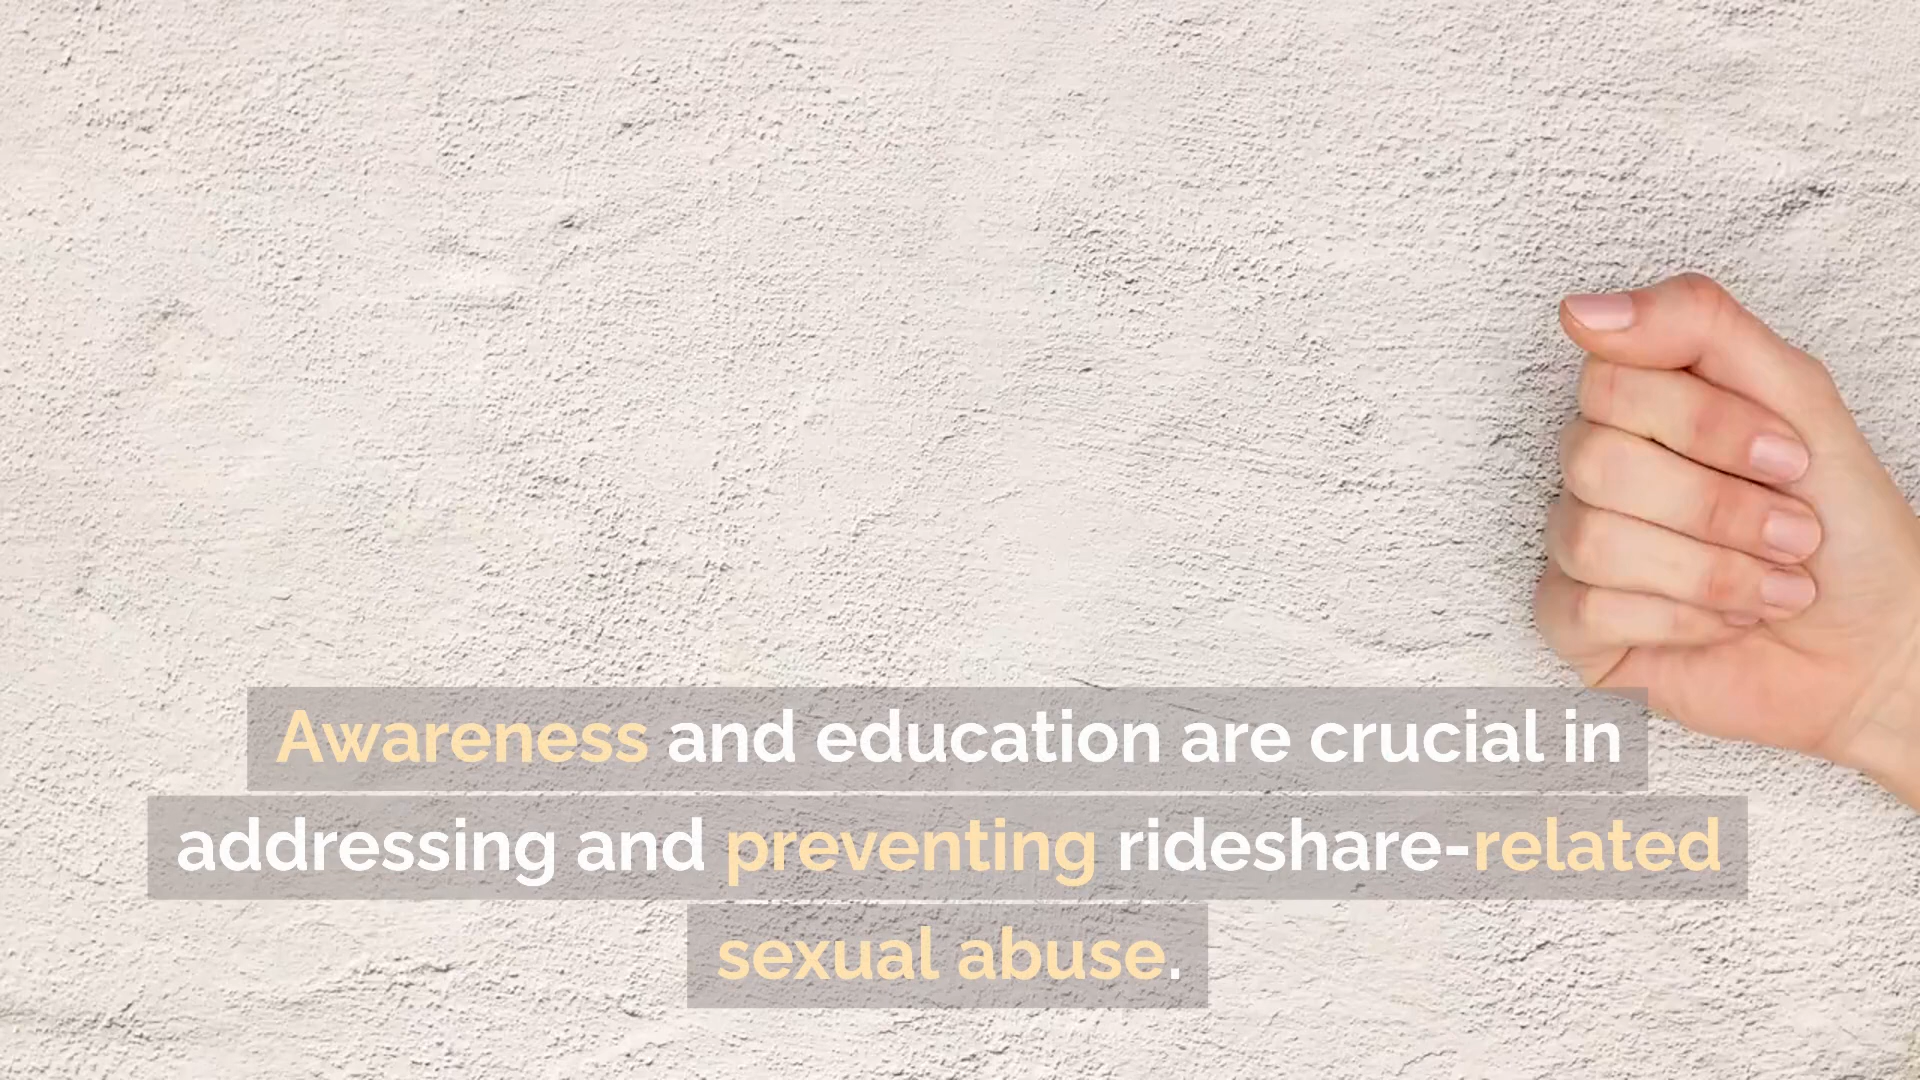 Awareness and education are crucial in
addressing and preventing rideshare-related
sexual abuse.